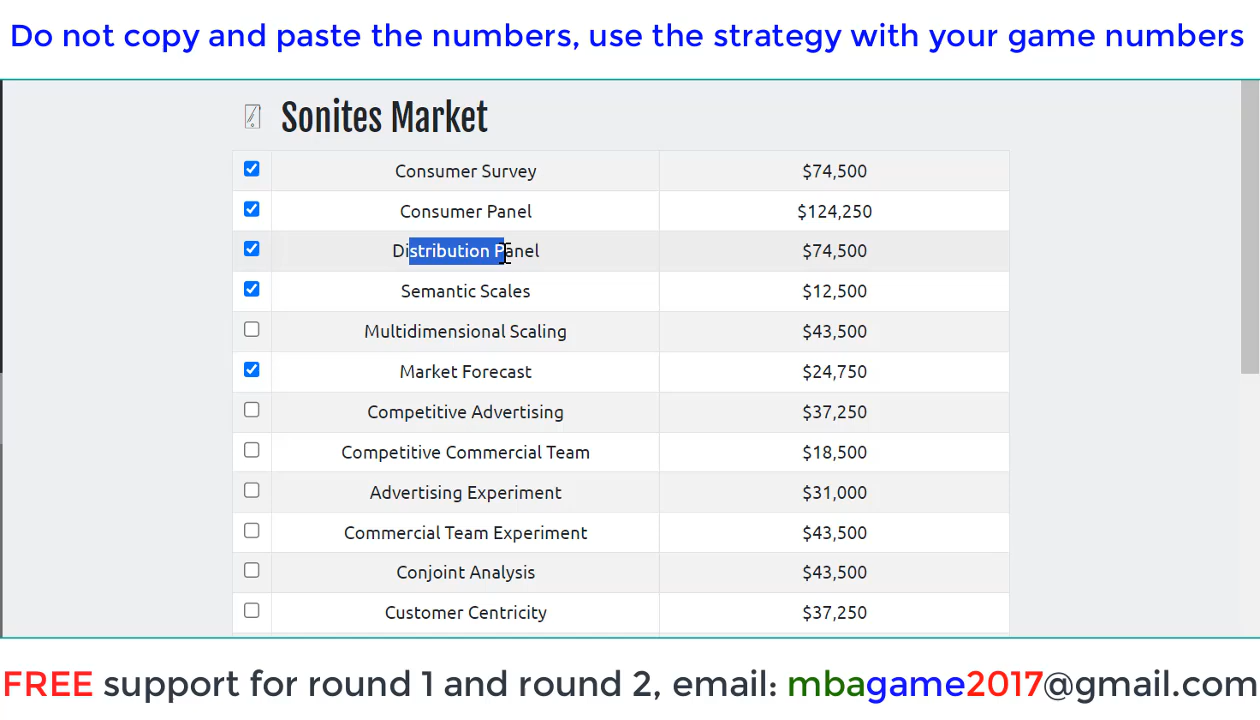 Do not copy and paste the numbers, use the strategy with your game numbers
Sonites Market
Consumer Survey $74,500
Consumer Panel $124,250
Distribution Panel $74,500
Semantic Scales $12,500
Multidimensional Scaling $43,500
Market Forecast $24,750
Competitive Advertising $37,250
Competitive Commercial Team $18,500
Advertising Experiment $31,000
Commercial Team Experiment $43,500
Conjoint Analysis $43,500
Customer Centricity $37,250
FREE support for round 1 and round 2, email: mbagame2017@gmail.com